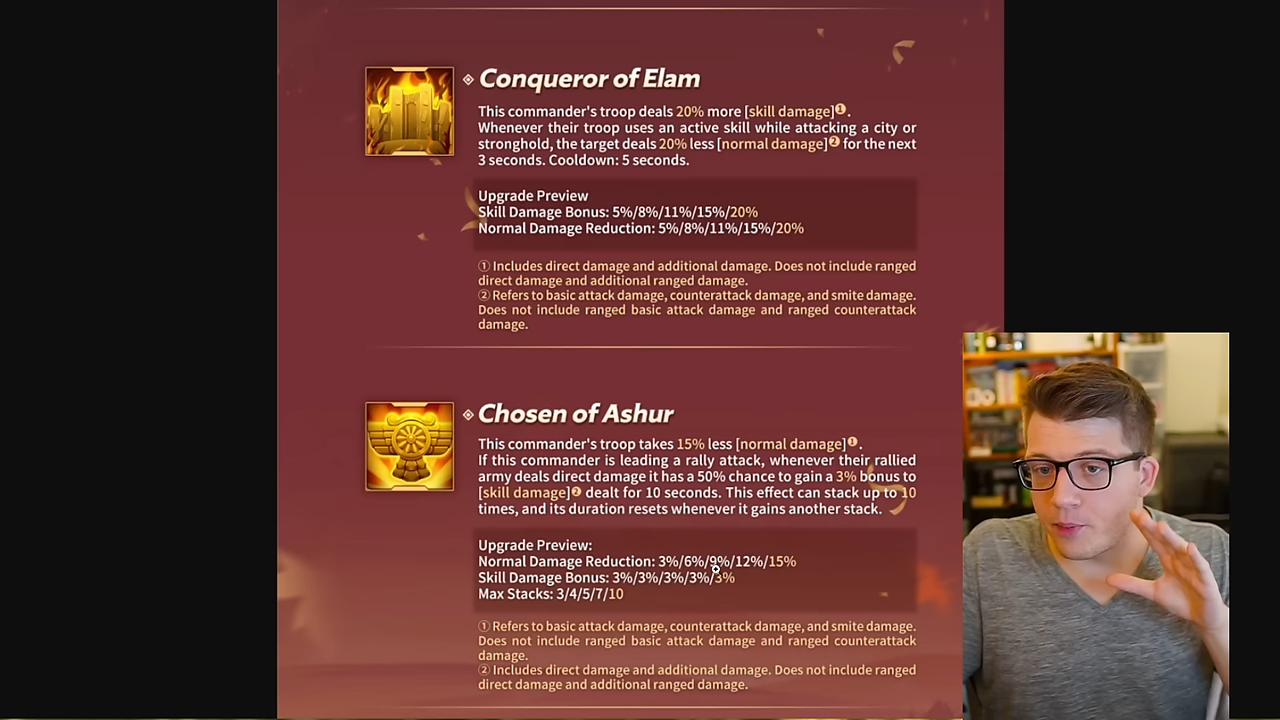 Conqueror of Elam
This commander's troop deals 20% more [skill damage]①.
Whenever their troop uses an active skill while attacking a city or
stronghold, the target deals 20% less [normal damage]② for the next
3 seconds. Cooldown: 5 seconds.
Upgrade Preview
Skill Damage Bonus: 5%/8%/11%/15%/20%
Normal Damage Reduction: 5%/8%/11%/15%/20%
① Includes direct damage and additional damage. Does not include ranged
direct damage and additional ranged damage.
② Refers to basic attack damage, counterattack damage, and smite damage.
Does not include ranged basic attack damage and ranged counterattack
damage.
Chosen of Ashur
This commander's troop takes 15% less [normal damage]①.
If this commander is leading a rally attack, whenever their rallied
army deals direct damage it has a 50% chance to gain a 3% bonus to
[skill damage]② dealt for 10 seconds. This effect can stack up to 10
times, and its duration resets whenever it gains another stack.
Upgrade Preview:
Normal Damage Reduction: 3%/6%/9%/12%/15%
Skill Damage Bonus: 3%/3%/3%/3%/3%
Max Stacks: 3/4/5/7/10
① Refers to basic attack damage, counterattack damage, and smite damage.
Does not include ranged basic attack damage and ranged counterattack
damage.
② Includes direct damage and additional damage. Does not include ranged
direct damage and additional ranged damage.